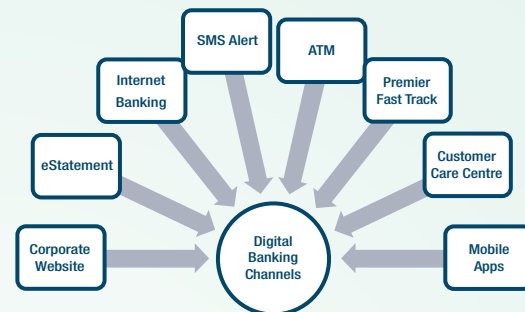 SMS Alert
ATM
Internet
Banking
Premier
Fast Track
eStatement
Customer
Care Centre
Corporate
Website
Digital
Banking
Channels
Mobile
Apps